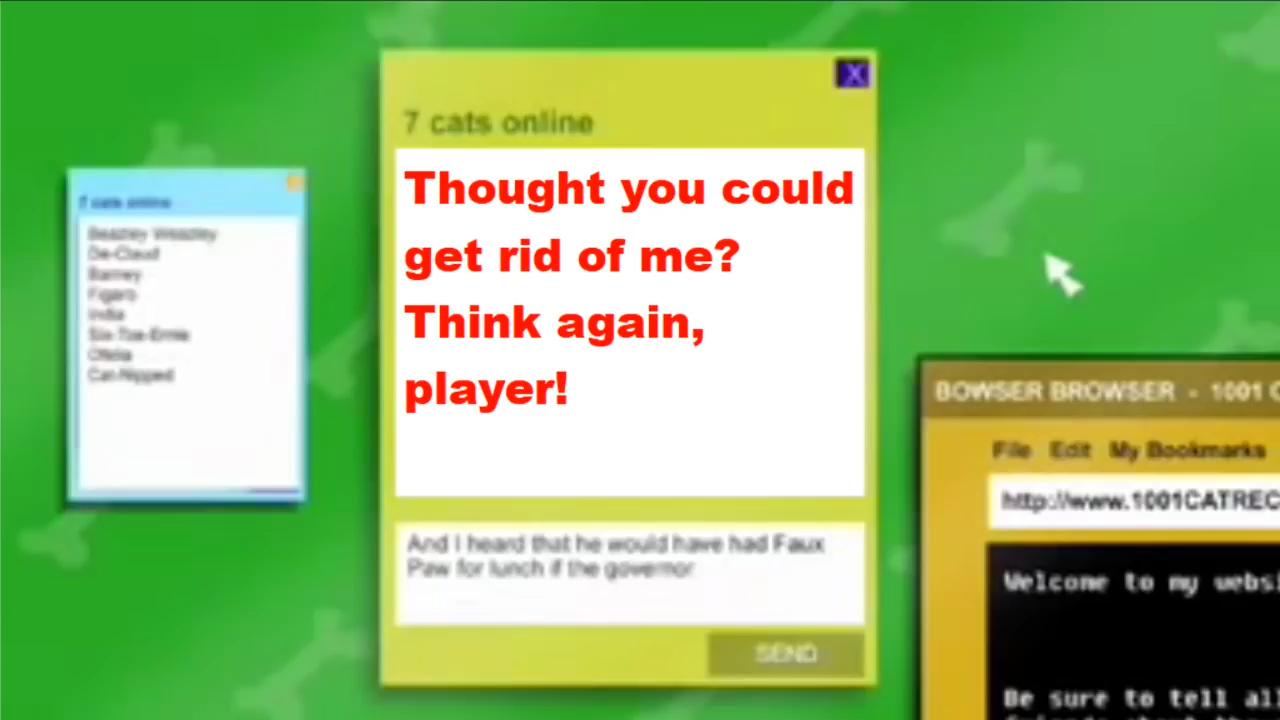 7 cats online
Beazley Weazley
De-Claud
Barney
Figaro
India
Six-Toe-Ernie
Ofelia
Cat-Nipped
X
7 cats online
Thought you could
get rid of me?
Think again,
player!
And I heard that he would have had Faux
Paw for lunch if the governor
SEND
BOWSER BROWSER - 1001 C
File Edit My Bookmarks
http://www.1001CATREC
Welcome to my websi
Be sure to tell all